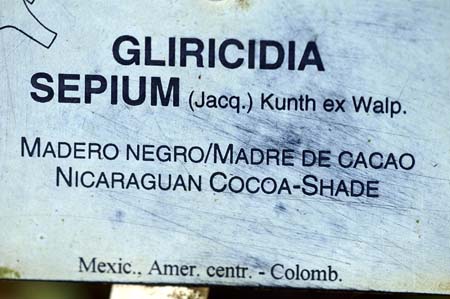 GLIRICIDIA
SEPIUM (Jacq.) Kunth ex Walp.
MADERO NEGRO/MADRE DE CACAO
NICARAGUAN COCOA-SHADE
Mexic., Amer. centr. - Colomb.